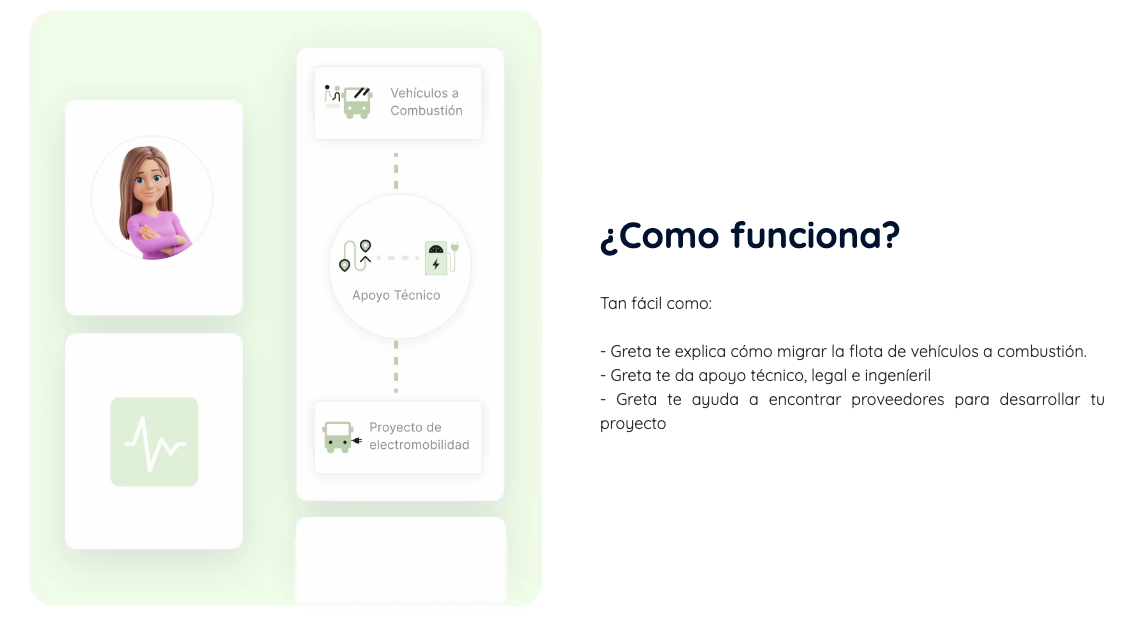 Vehículos a
Combustión
Apoyo Técnico
Proyecto de
electromobilidad
¿Como funciona?
Tan fácil como:
- Greta te explica cómo migrar la flota de vehículos a combustión.
- Greta te da apoyo técnico, legal e ingeníeril
- Greta te ayuda a encontrar proveedores para desarrollar tu
proyecto